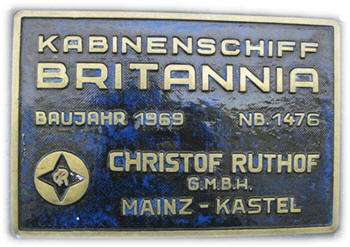 KABINENSCHIFF
BRITANNIA
BAUJAHR 1969 NB. 1476
CHRISTOF RUTHOF
G.M.B.H.
MAINZ - KASTEL